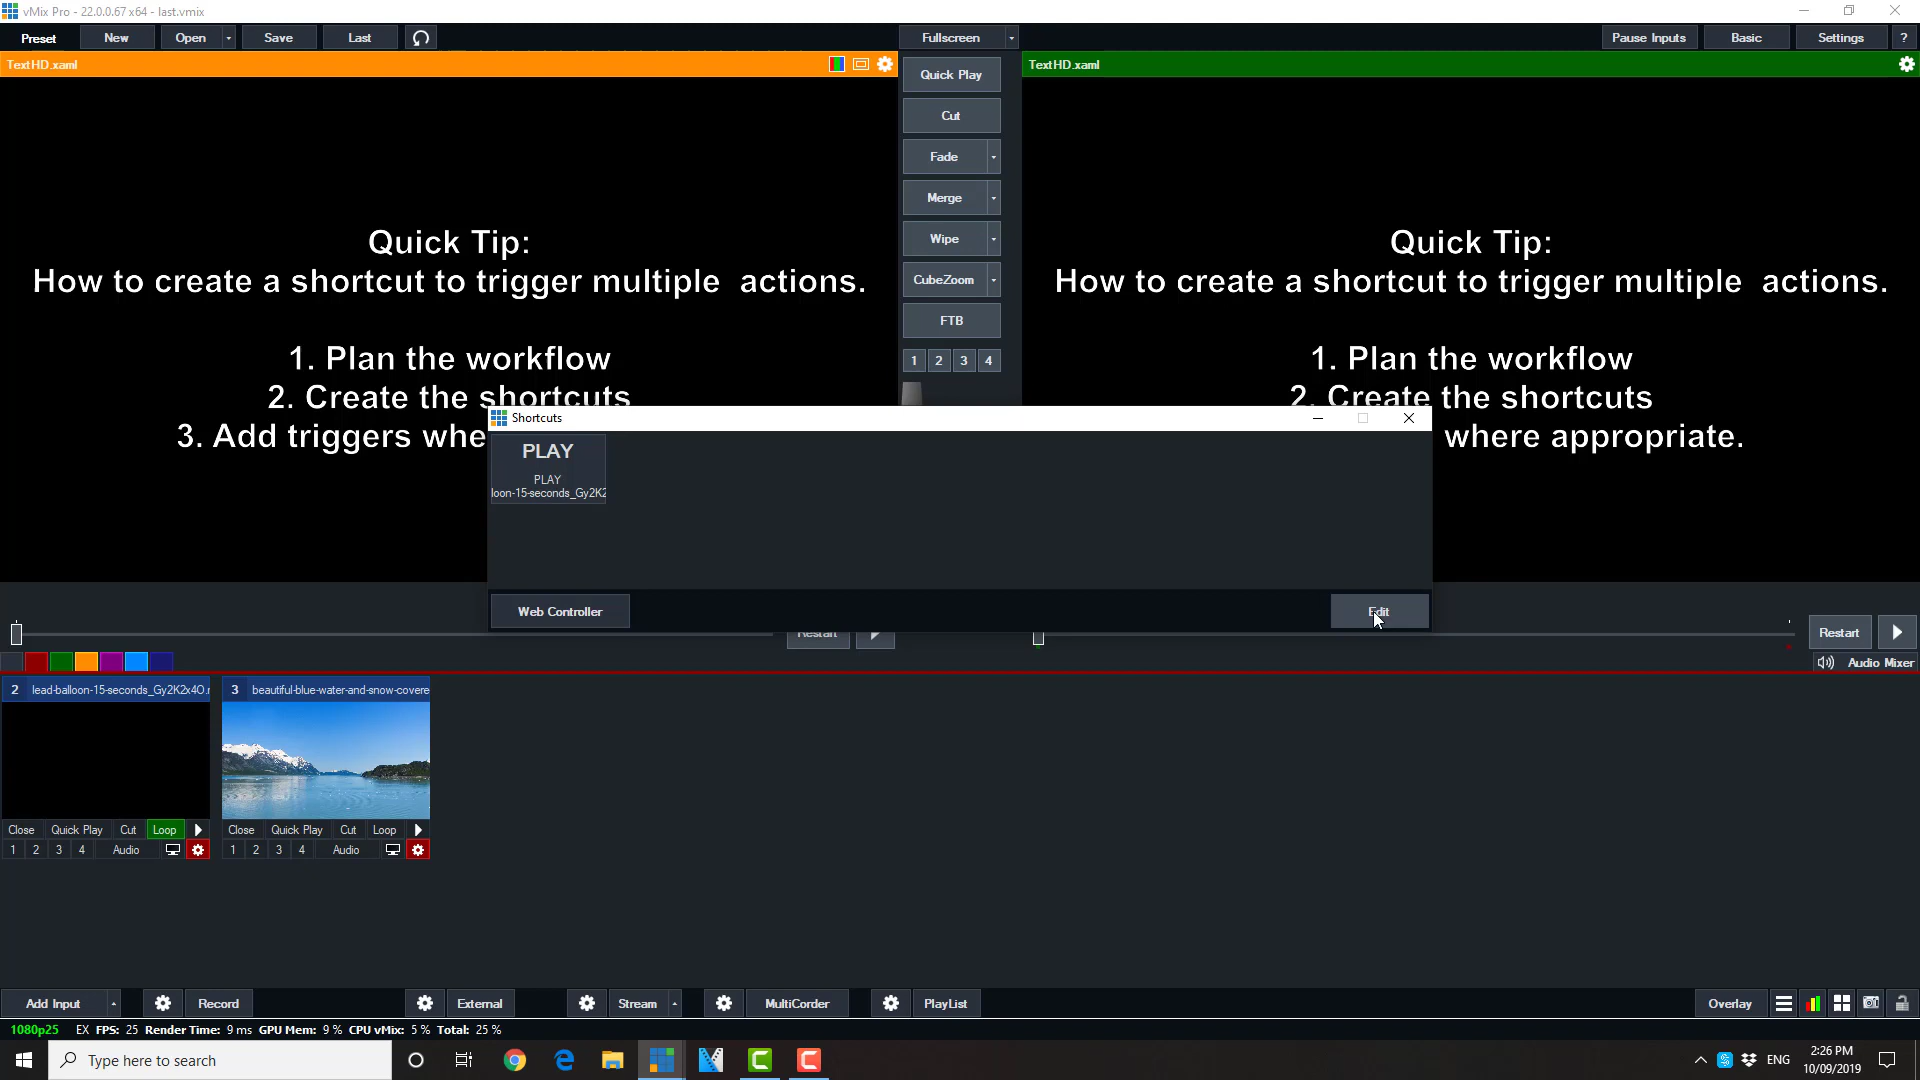 vMix Pro - 22.0.0.67 x64 - last.vmix
Preset New Open Save Last Fullscreen Pause Inputs Basic Settings ?
TextHD.xaml
TextHD.xaml
Quick Play
Cut
Fade
Merge
Wipe
CubeZoom
FTB
1 2 3 4
Quick Tip:
How to create a shortcut to trigger multiple actions.
1. Plan the workflow
2. Create the shortcuts
3. Add triggers whe
Quick Tip:
How to create a shortcut to trigger multiple actions.
1. Plan the workflow
2. Create the shortcuts
where appropriate.
Shortcuts
PLAY
PLAY
loon-15-seconds_Gy2K2
Web Controller Edit
Restart
Restart
Audio Mixer
2 lead-balloon-15-seconds_Gy2K2x4O.
Close Quick Play Cut Loop
1 2 3 4 Audio
3 beautiful-blue-water-and-snow-covere
Close Quick Play Cut Loop
1 2 3 4 Audio
Add Input Record External Stream MultiCorder PlayList Overlay
1080p25 EX FPS: 25 Render Time: 9 ms GPU Mem: 9 % CPU vMix: 5 % Total: 25 %
Type here to search
ENG
2:26 PM
10/09/2019